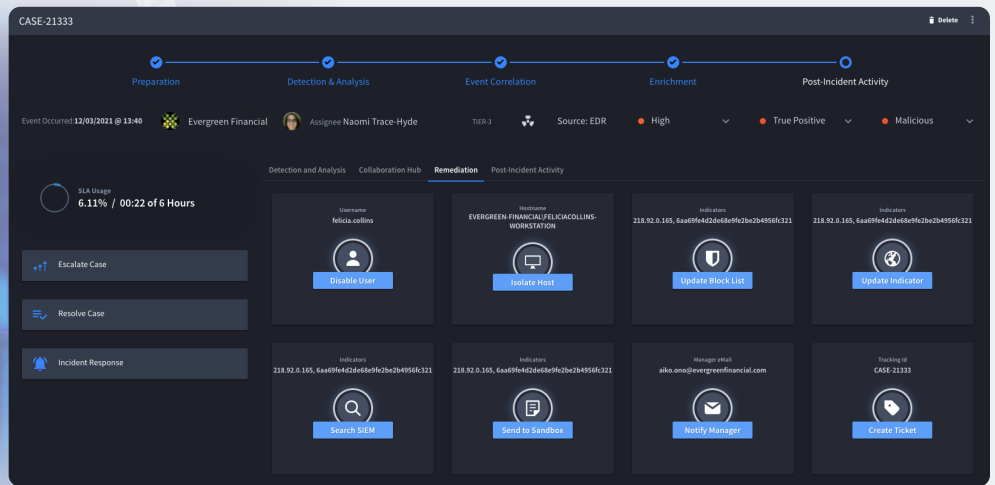 CASE-21333
Delete
Preparation
Detection & Analysis
Event Correlation
Enrichment
Post-Incident Activity
Event Occurred:12/03/2021 @ 13:40
Evergreen Financial
Assignee Naomi Trace-Hyde
TIER-3
Source: EDR
High
True Positive
Malicious
SLA Usage
6.11% / 00:22 of 6 Hours
Escalate Case
Resolve Case
Incident Response
Detection and Analysis
Collaboration Hub
Remediation
Post-Incident Activity
Username
felicia.collins
Disable User
Hostname
EVERGREEN-FINANCIAL\FELICIACOLLINS-
WORKSTATION
Isolate Host
Indicators
218.92.0.165, 6aa69fe4d2de68e9fe2be2b4956fc321
Update Block List
Indicators
218.92.0.165, 6aa69fe4d2de68e9fe2be2b4956fc321
Update Indicator
Indicators
218.92.0.165, 6aa69fe4d2de68e9fe2be2b4956fc321
Search SIEM
Indicators
218.92.0.165, 6aa69fe4d2de68e9fe2be2b4956fc321
Send to Sandbox
Manager eMail
aiko.ono@evergreenfinancial.com
Notify Manager
Tracking Id
CASE-21333
Create Ticket